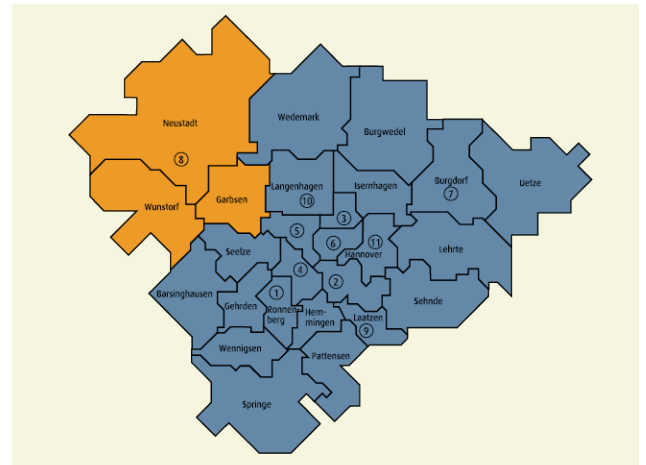 Wedemark
Neustadt
Burgwedel
8
Langenhagen
10
Isernhagen
Burgdorf
7
Uetze
Garbsen
Wunstorf
3
5
6
11
Hannover
Seelze
Lehrte
4
2
1
Barsinghausen
Gehrden
Ronnen-
berg
Hem-
mingen
Laatzen
9
Sehnde
Wennigsen
Pattensen
Springe